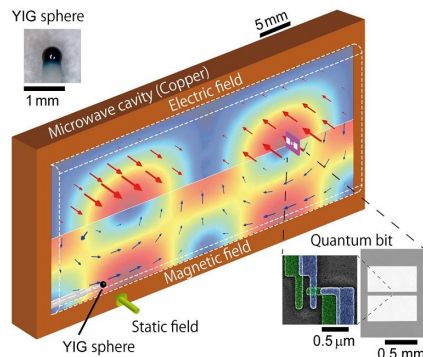 YIG sphere
1 mm
5 mm
Microwave cavity (Copper)
Electric field
Magnetic field
Static field
YIG sphere
Quantum bit
0.5 μm
0.5 mm